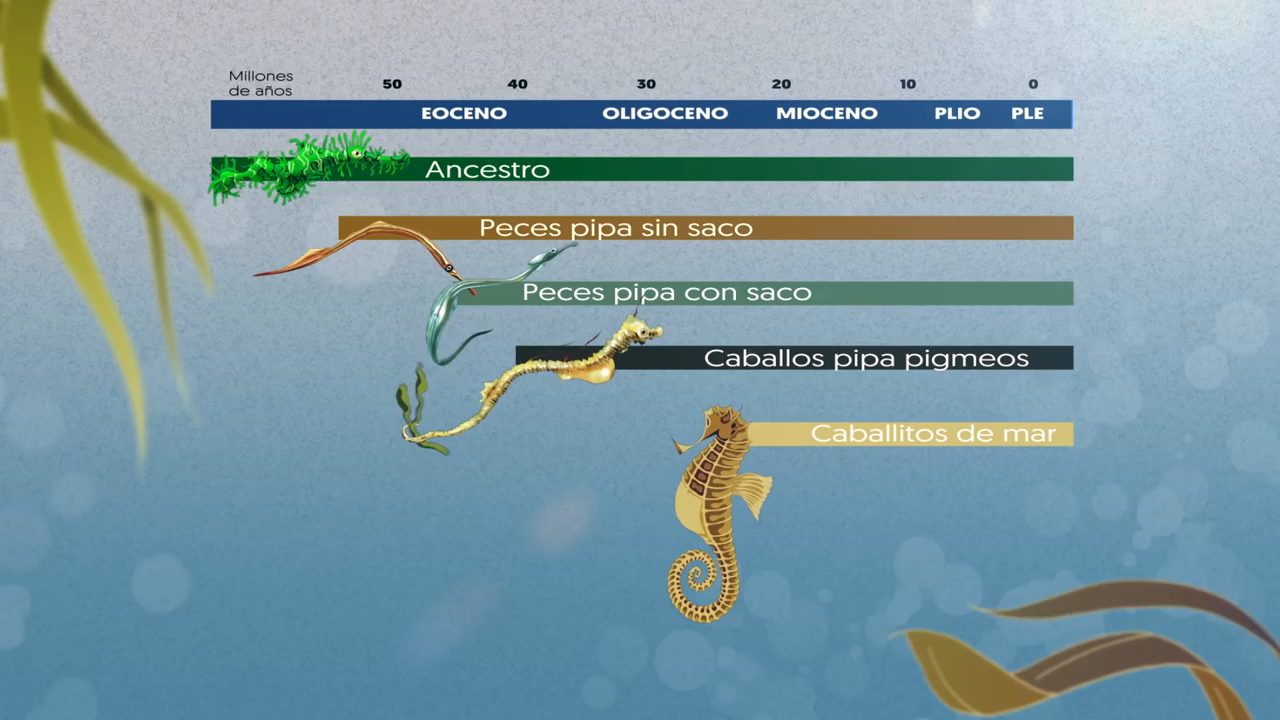 Millones
de años
50 40 30 20 10 0
EOCENO OLIGOCENO MIOCENO PLIO PLE
Ancestro
Peces pipa sin saco
Peces pipa con saco
Caballos pipa pigmeos
Caballitos de mar